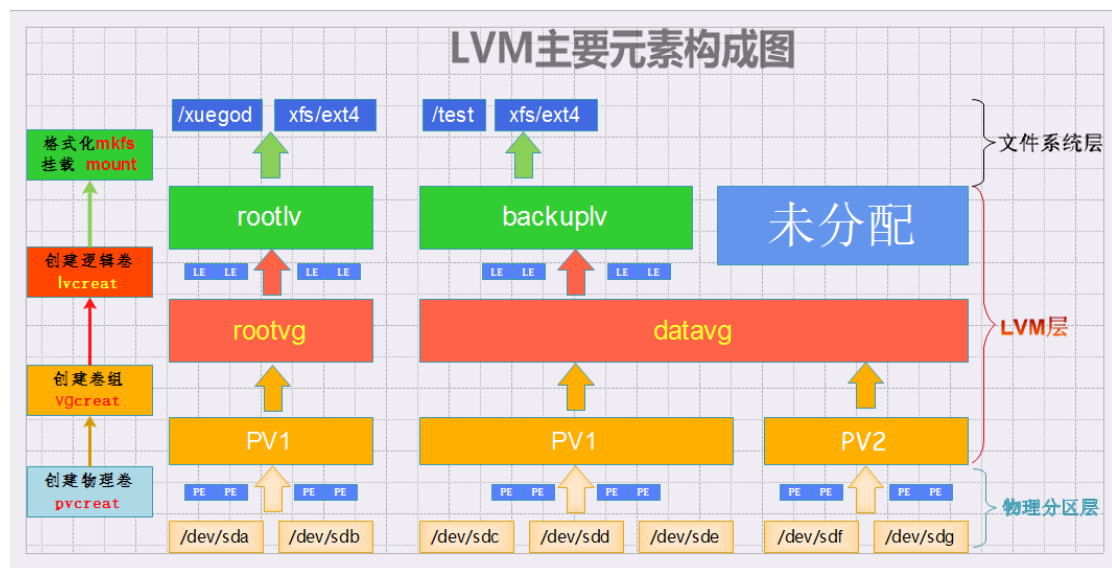 LVM主要元素构成图
/xuegod
xfs/ext4
/test
xfs/ext4
格式化mkfs
挂载 mount
文件系统层
rootlv
backuplv
未分配
创建逻辑卷
lvcreat
LE LE
LE LE
LE LE
LE LE
rootvg
datavg
LVM层
创建卷组
vgcreat
PV1
PV1
PV2
创建物理卷
pvcreat
PE PE
PE PE
PE PE
PE PE
PE PE
PE PE
物理分区层
/dev/sda
/dev/sdb
/dev/sdc
/dev/sdd
/dev/sde
/dev/sdf
/dev/sdg